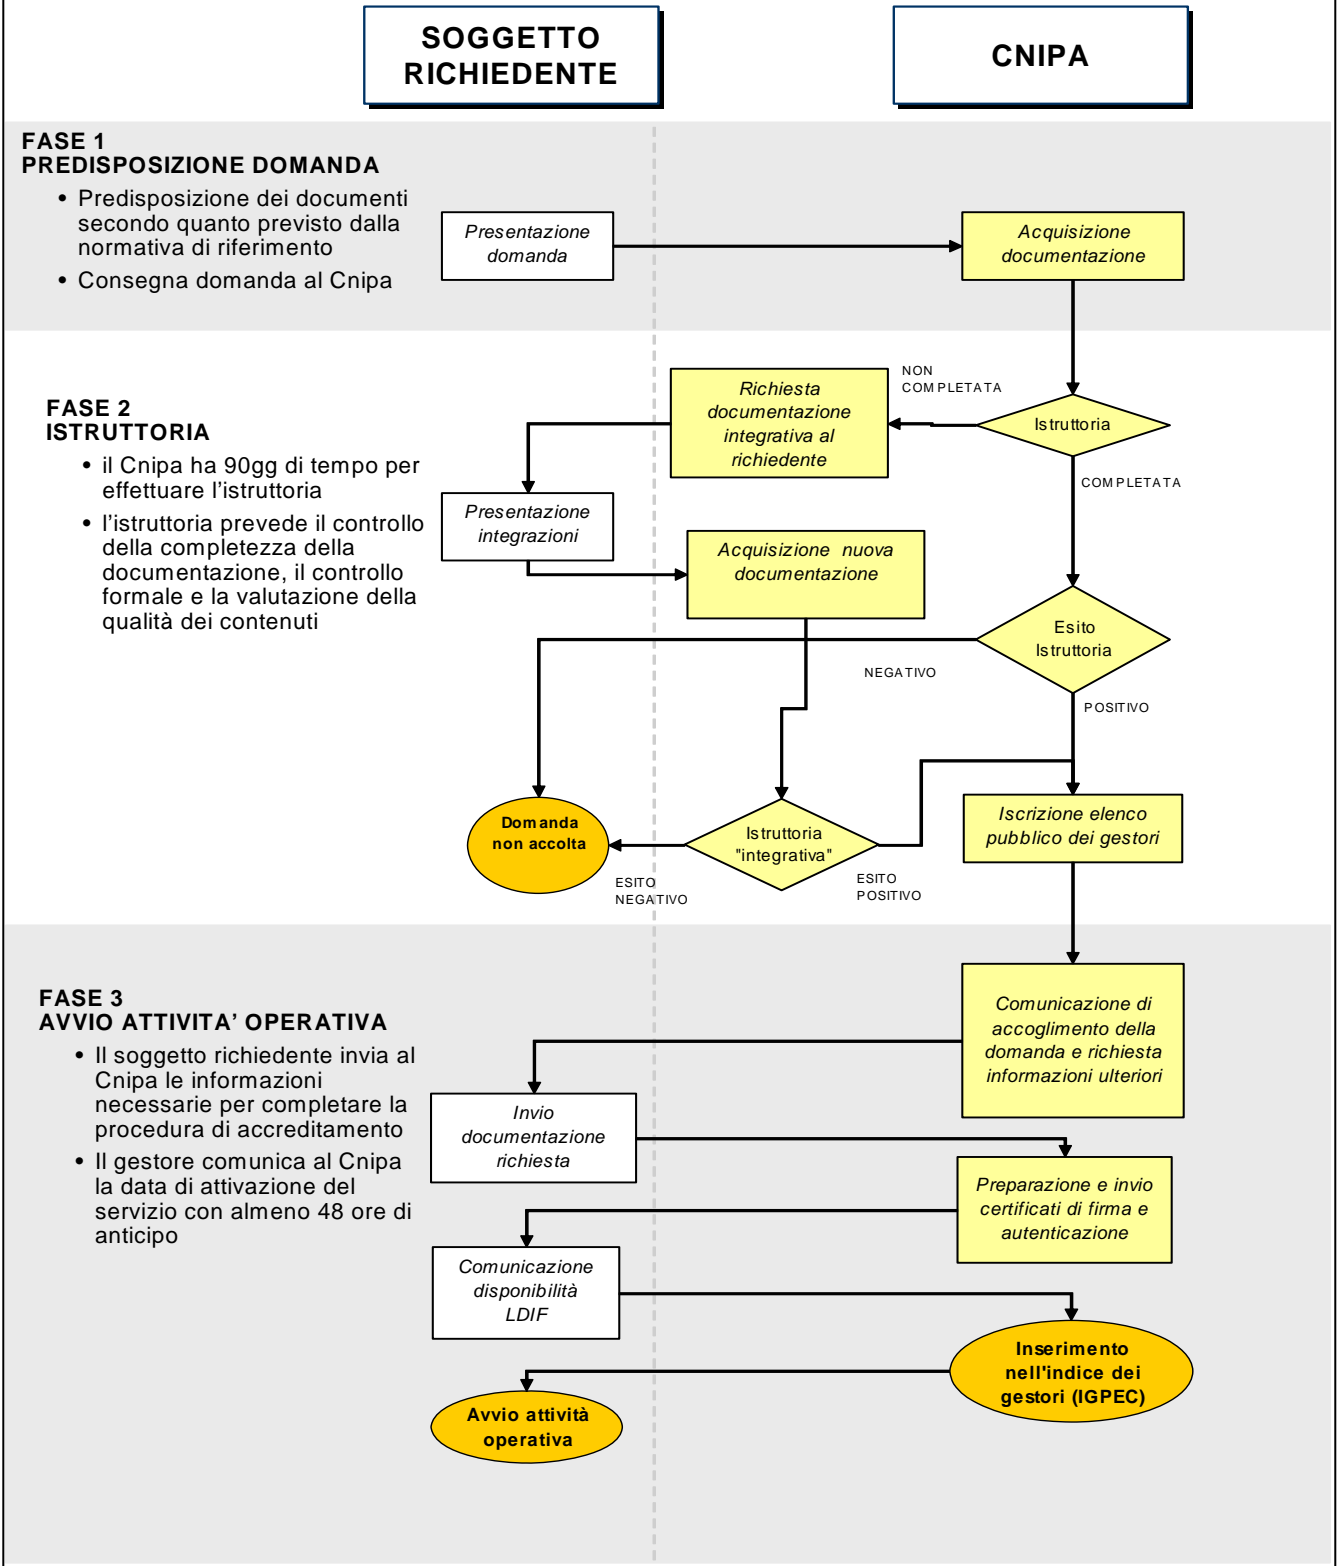 SOGGETTO
RICHIEDENTE
CNIPA
FASE 1
PREDISPOSIZIONE DOMANDA
• Predisposizione dei documenti
secondo quanto previsto dalla
normativa di riferimento
• Consegna domanda al Cnipa
Presentazione
domanda
Acquisizione
documentazione
FASE 2
ISTRUTTORIA
• il Cnipa ha 90gg di tempo per
effettuare l’istruttoria
• l’istruttoria prevede il controllo
della completezza della
documentazione, il controllo
formale e la valutazione della
qualità dei contenuti
Richiesta
documentazione
integrativa al
richiedente
NON
COMPLETATA
Istruttoria
COMPLETATA
Presentazione
integrazioni
Acquisizione nuova
documentazione
Esito
Istruttoria
NEGATIVO
POSITIVO
Domanda
non accolta
Istruttoria
"integrativa"
Iscrizione elenco
pubblico dei gestori
ESITO
NEGATIVO
ESITO
POSITIVO
FASE 3
AVVIO ATTIVITA’ OPERATIVA
• Il soggetto richiedente invia al
Cnipa le informazioni
necessarie per completare la
procedura di accreditamento
• Il gestore comunica al Cnipa
la data di attivazione del
servizio con almeno 48 ore di
anticipo
Comunicazione di
accoglimento della
domanda e richiesta
informazioni ulteriori
Invio
documentazione
richiesta
Preparazione e invio
certificati di firma e
autenticazione
Comunicazione
disponibilità
LDIF
Inserimento
nell'indice dei
gestori (IGPEC)
Avvio attività
operativa